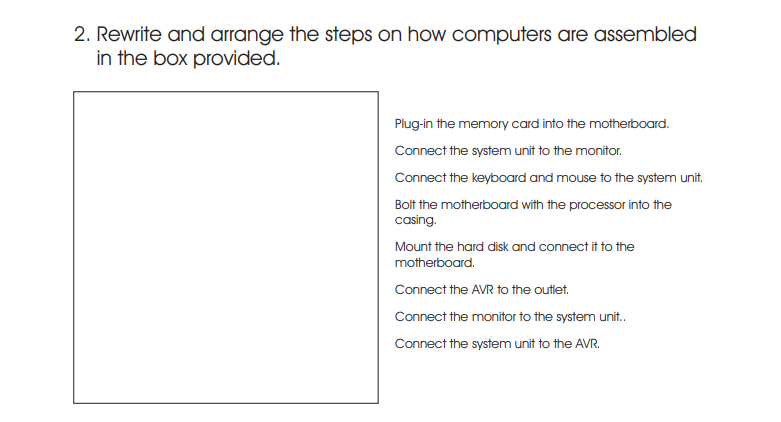 2. Rewrite and arrange the steps on how computers are assembled
in the box provided.
Plug-in the memory card into the motherboard.
Connect the system unit to the monitor.
Connect the keyboard and mouse to the system unit.
Bolt the motherboard with the processor into the
casing.
Mount the hard disk and connect it to the
motherboard.
Connect the AVR to the outlet.
Connect the monitor to the system unit..
Connect the system unit to the AVR.